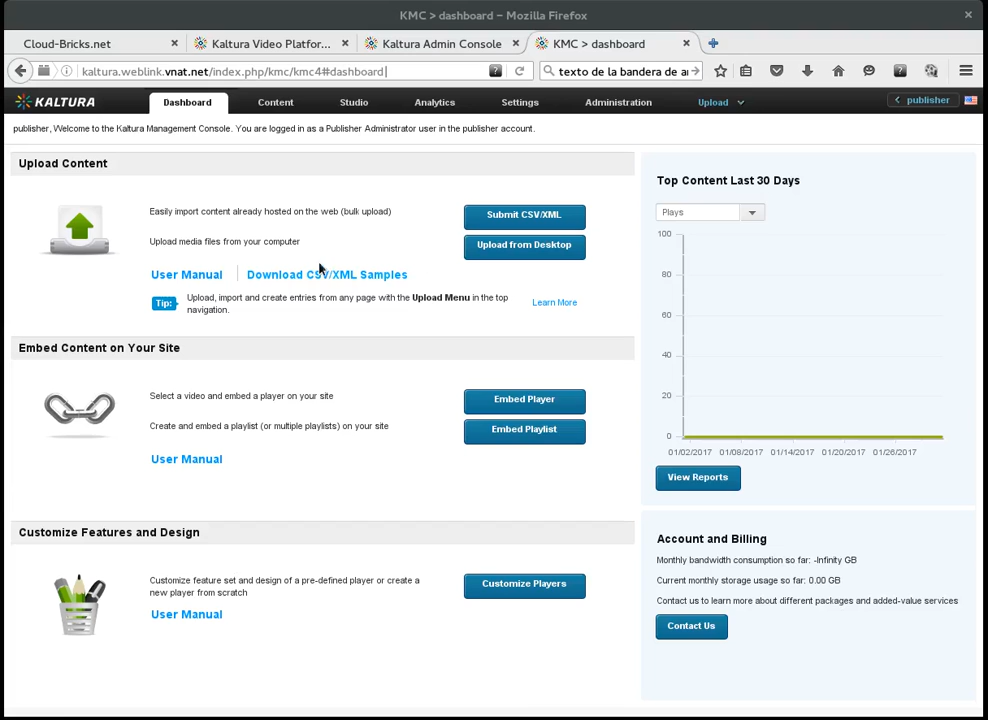 KMC > dashboard – Mozilla Firefox
Cloud-Bricks.net
Kaltura Video Platfor...
Kaltura Admin Console
KMC > dashboard
kaltura.weblink.vnat.net/index.php/kmc/kmc4#dashboard
texto de la bandera de ar
KALTURA
Dashboard
Content
Studio
Analytics
Settings
Administration
Upload
publisher
publisher, Welcome to the Kaltura Management Console. You are logged in as a Publisher Administrator user in the publisher account.
Upload Content
Easily import content already hosted on the web (bulk upload)
Submit CSV/XML
Upload media files from your computer
Upload from Desktop
User Manual
Download CSV/XML Samples
Tip:
Upload, import and create entries from any page with the Upload Menu in the top
navigation.
Learn More
Embed Content on Your Site
Select a video and embed a player on your site
Embed Player
Create and embed a playlist (or multiple playlists) on your site
Embed Playlist
User Manual
Customize Features and Design
Customize feature set and design of a pre-defined player or create a
new player from scratch
Customize Players
User Manual
Top Content Last 30 Days
Plays
100
80
60
40
20
0
01/02/2017 01/08/2017 01/14/2017 01/20/2017 01/26/2017
View Reports
Account and Billing
Monthly bandwidth consumption so far: -Infinity GB
Current monthly storage usage so far: 0.00 GB
Contact us to learn more about different packages and added-value services
Contact Us